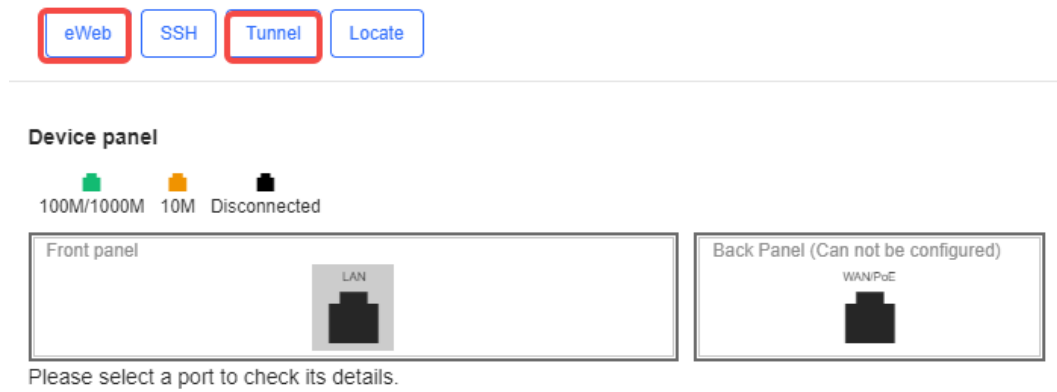 eWeb SSH Tunnel Locate
Device panel
100M/1000M 10M Disconnected
Front panel
LAN
Back Panel (Can not be configured)
WAN/PoE
Please select a port to check its details.